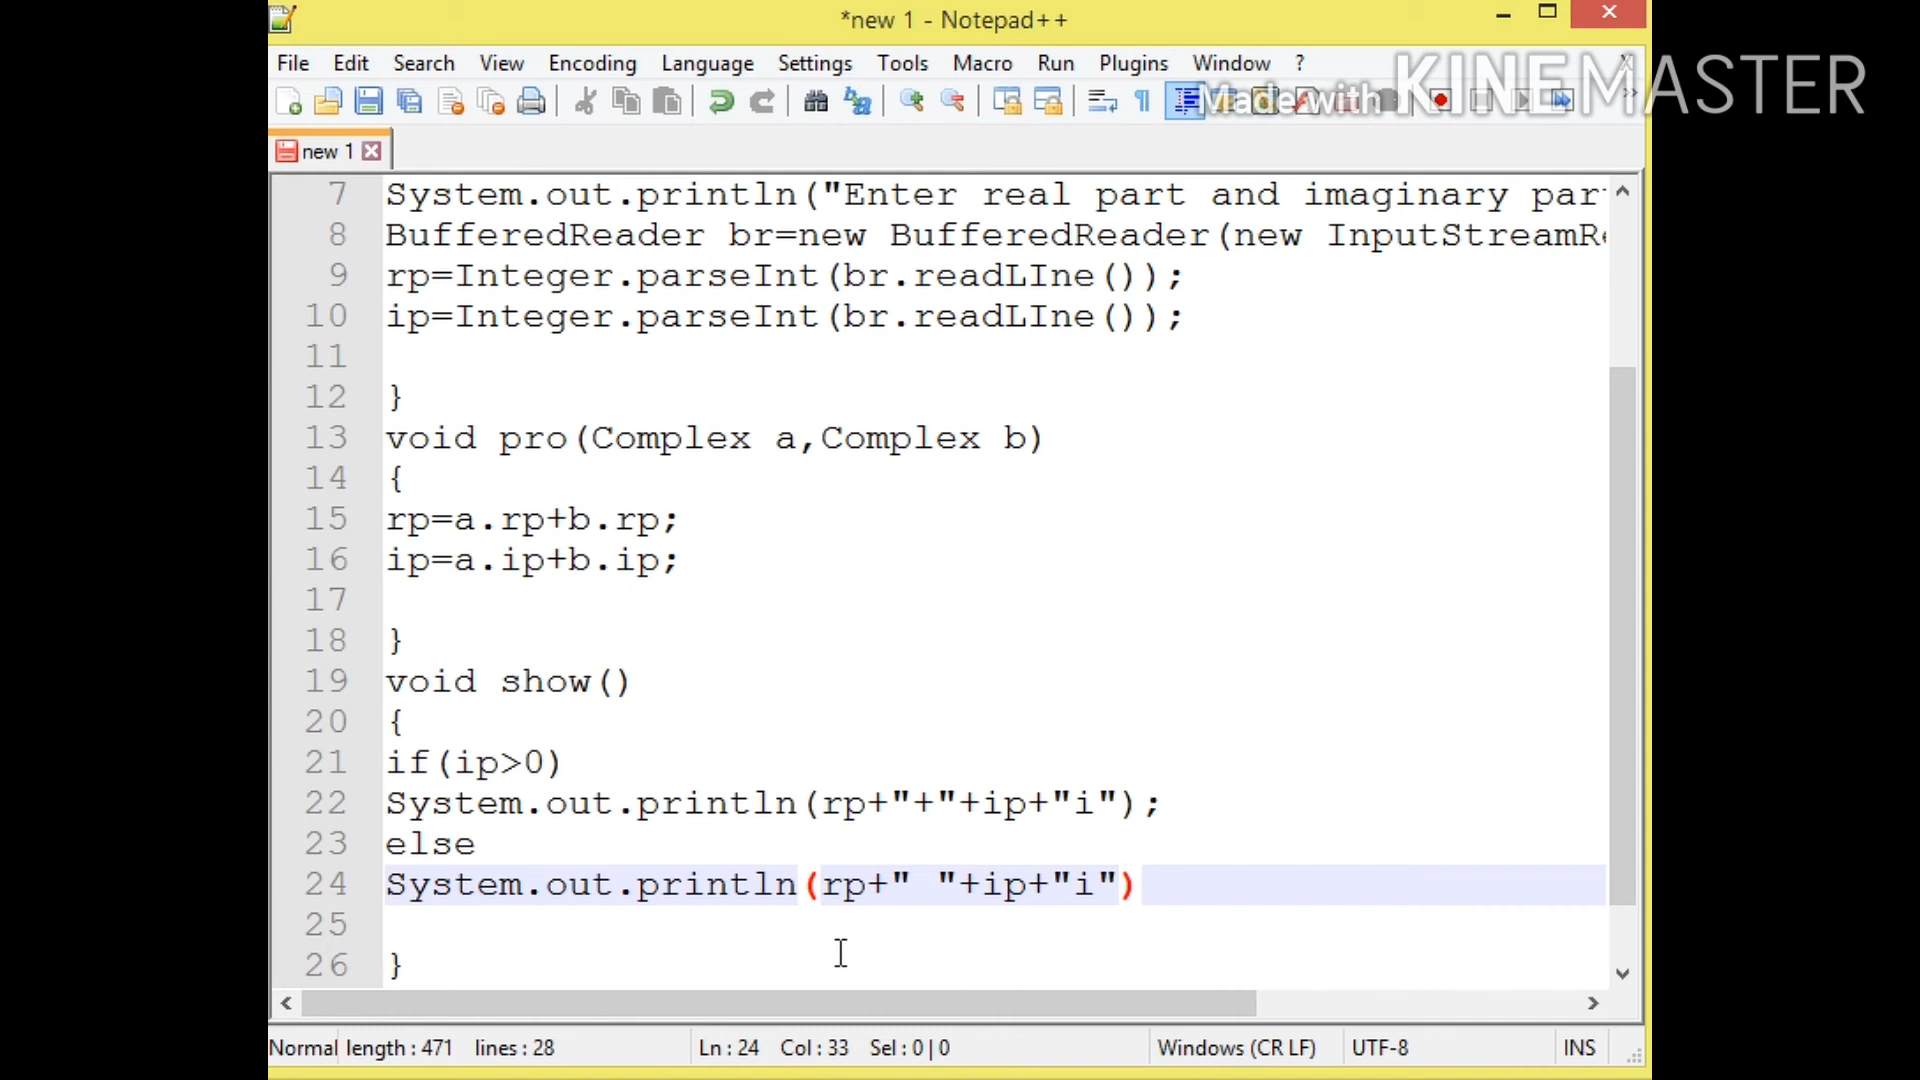 *new 1 - Notepad++
File Edit Search View Encoding Language Settings Tools Macro Run Plugins Window ?
Made with KINEMASTER
new 1
7 System.out.println("Enter real part and imaginary par
8 BufferedReader br=new BufferedReader(new InputStreamRe
9 rp=Integer.parseInt(br.readLIne());
10 ip=Integer.parseInt(br.readLIne());
11
12 }
13 void pro(Complex a,Complex b)
14 {
15 rp=a.rp+b.rp;
16 ip=a.ip+b.ip;
17
18 }
19 void show()
20 {
21 if(ip>0)
22 System.out.println(rp+"+"+ip+"i");
23 else
24 System.out.println(rp+" "+ip+"i")
25
26 }
Normal length : 471 lines : 28 Ln : 24 Col : 33 Sel : 0 | 0 Windows (CR LF) UTF-8 INS